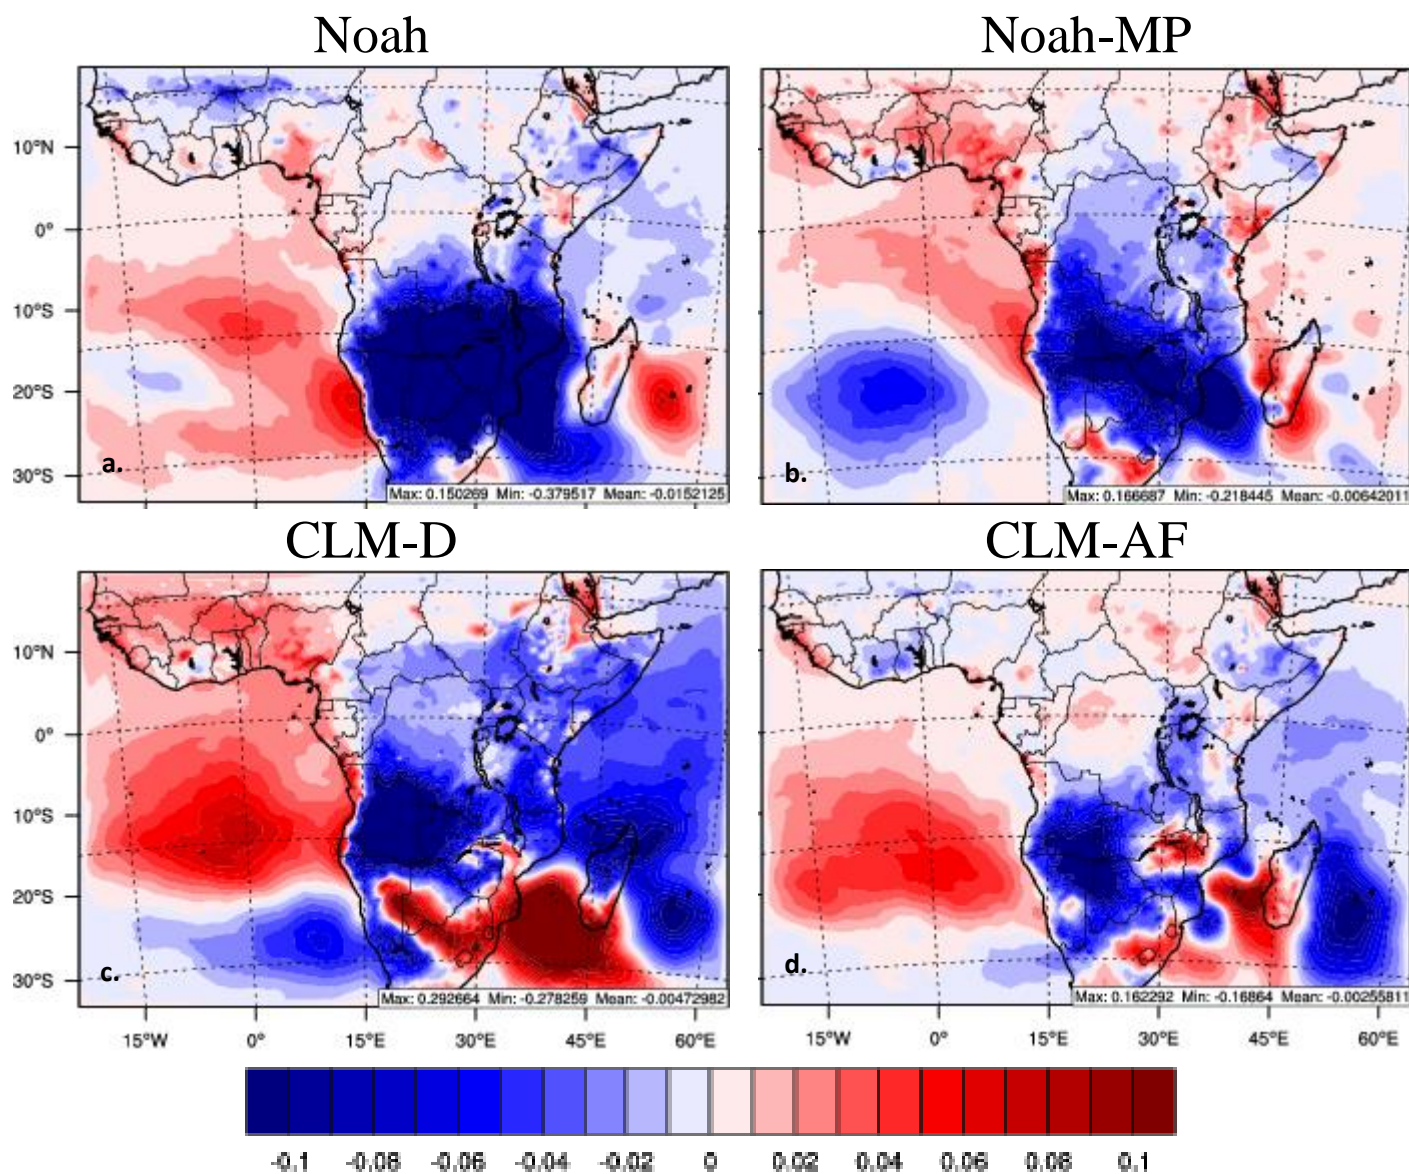 Noah
Noah-MP
10°N
0°
10°S
20°S
30°S
a.
Max: 0.150269 Min: -0.379517 Mean: -0.0152125
b.
Max: 0.166687 Min: -0.218445 Mean: -0.00642011
CLM-D
CLM-AF
10°N
0°
10°S
20°S
30°S
c.
Max: 0.292664 Min: -0.278259 Mean: -0.00472982
d.
Max: 0.162292 Min: -0.16864 Mean: -0.00255811
15°W 0° 15°E 30°E 45°E 60°E
15°W 0° 15°E 30°E 45°E 60°E
-0.1 -0.08 -0.06 -0.04 -0.02 0 0.02 0.04 0.06 0.08 0.1